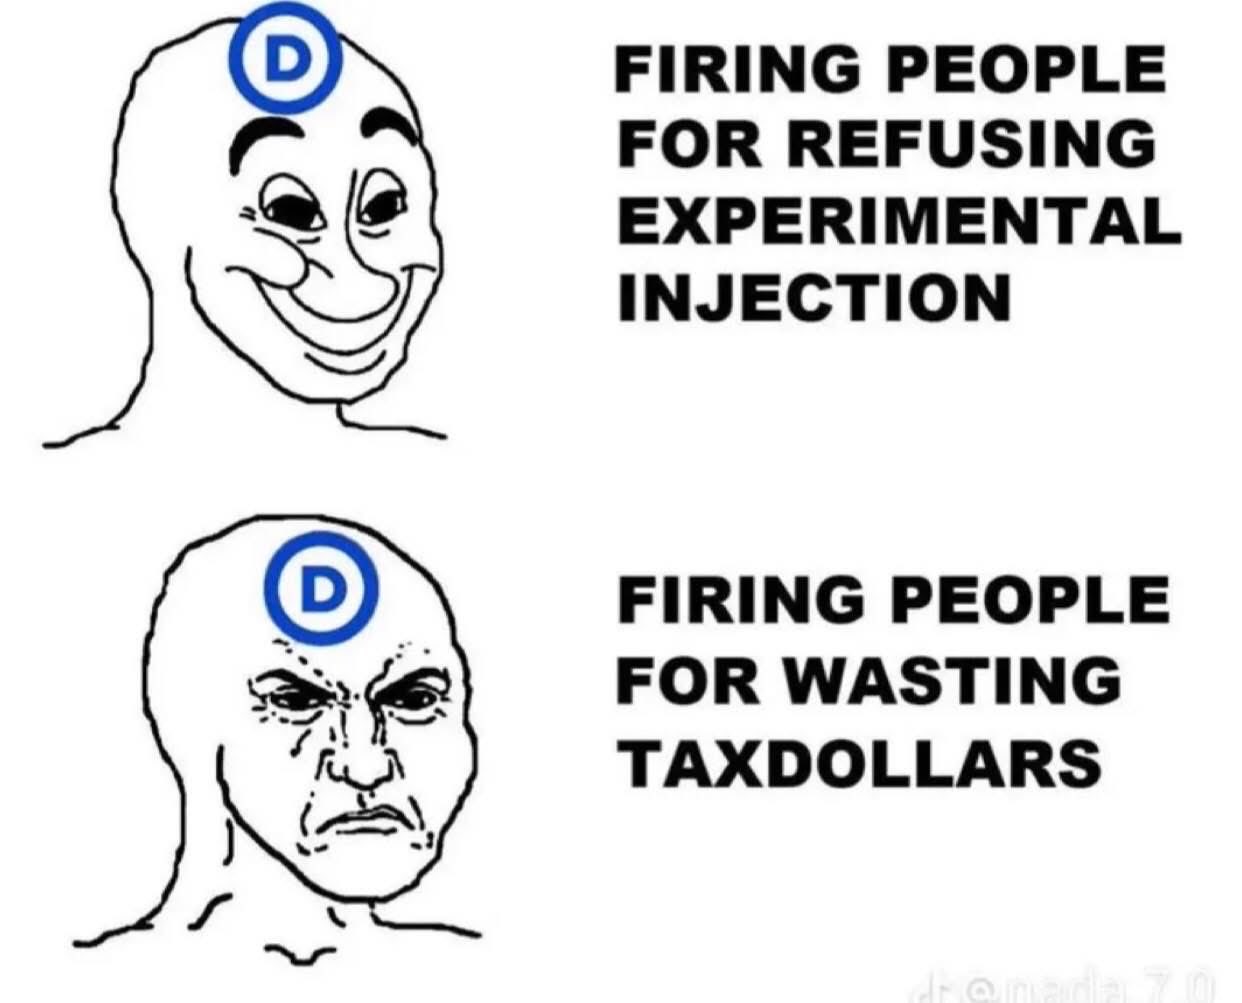 D
FIRING PEOPLE
FOR REFUSING
EXPERIMENTAL
INJECTION
D
FIRING PEOPLE
FOR WASTING
TAXDOLLARS